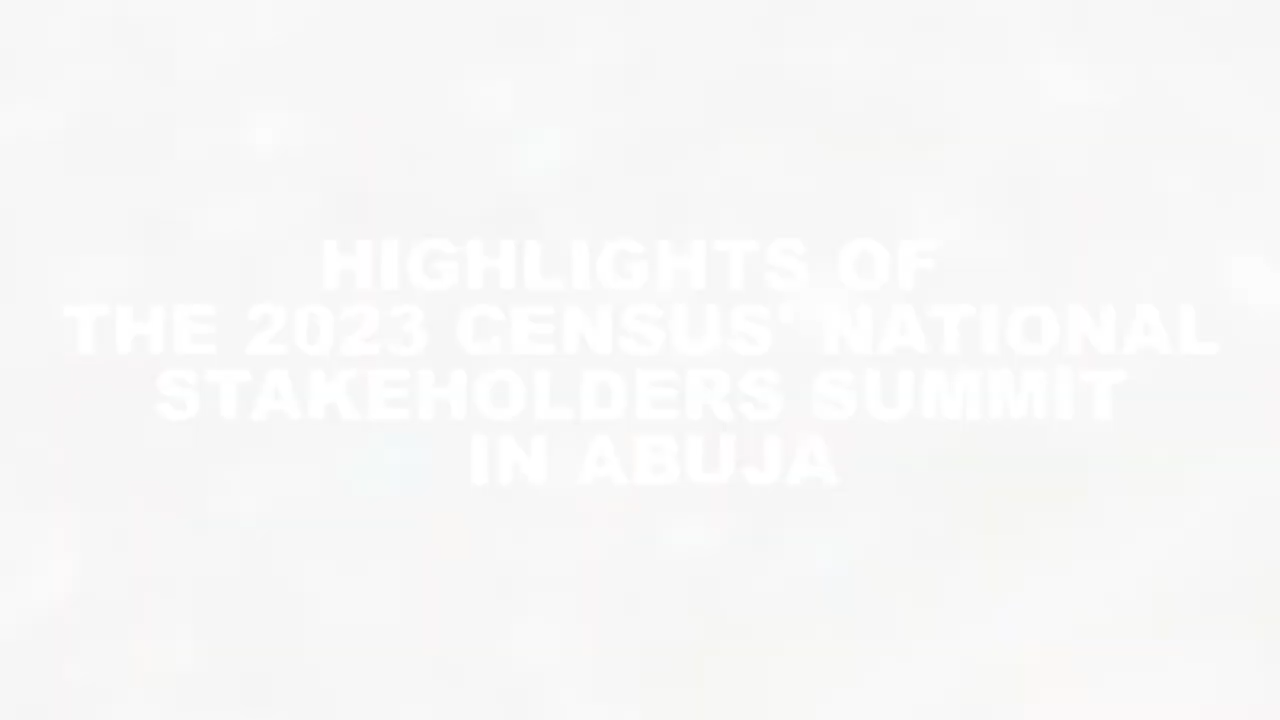 HIGHLIGHTS OF
THE 2023 CENSUS' NATIONAL
STAKEHOLDERS SUMMIT
IN ABUJA